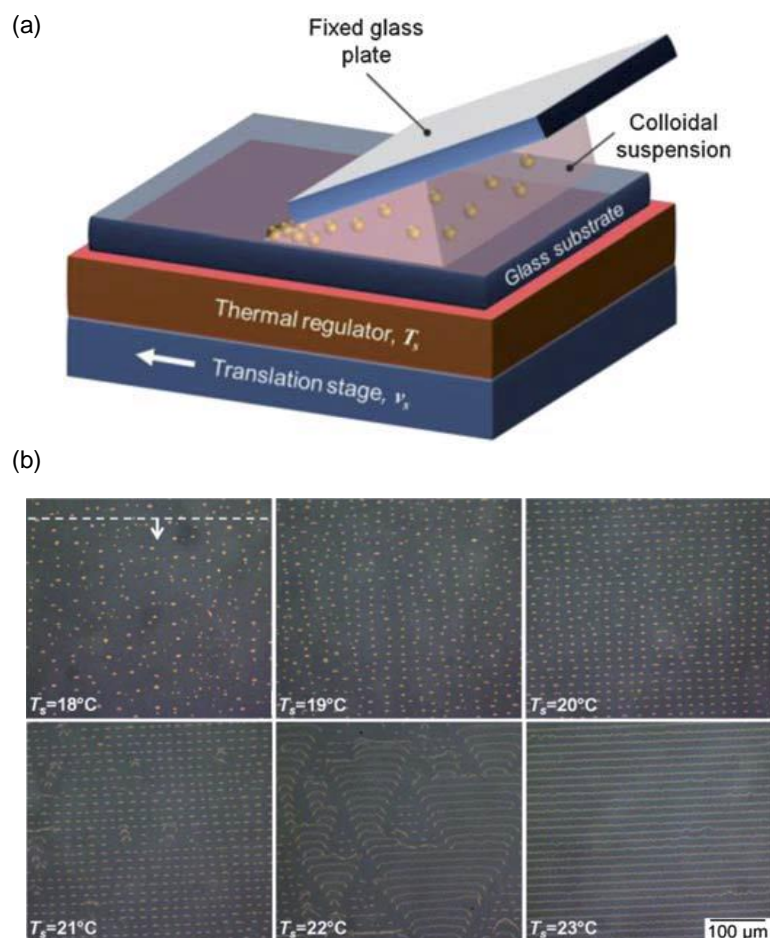 (a)
Fixed glass
plate
Colloidal
suspension
Glass substrate
Thermal regulator, Tₛ
Translation stage, vₛ
(b)
Tₛ=18°C
Tₛ=19°C
Tₛ=20°C
Tₛ=21°C
Tₛ=22°C
Tₛ=23°C
100 μm